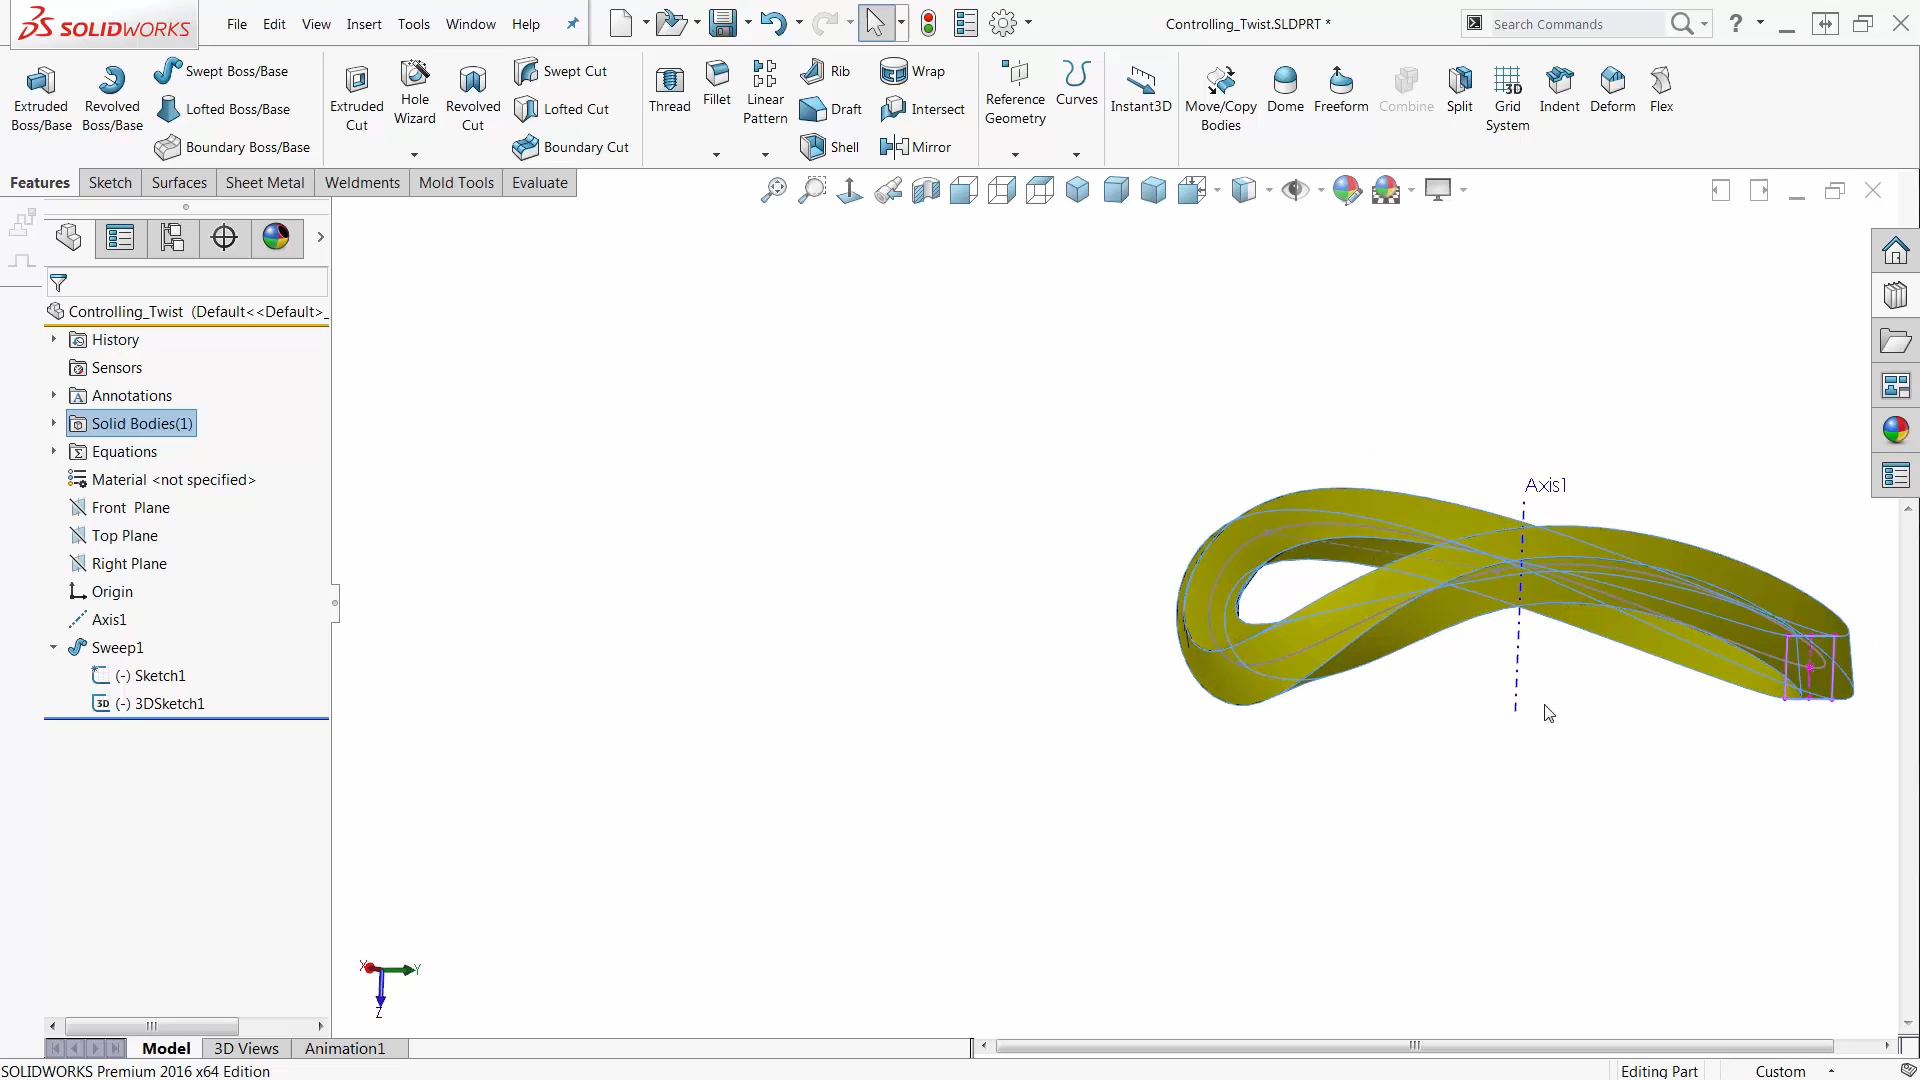 SOLIDWORKS
File Edit View Insert Tools Window Help
Controlling_Twist.SLDPRT *
Search Commands
?
Extruded Boss/Base
Revolved Boss/Base
Swept Boss/Base
Lofted Boss/Base
Boundary Boss/Base
Extruded Cut
Hole Wizard
Revolved Cut
Swept Cut
Lofted Cut
Boundary Cut
Thread
Fillet
Linear Pattern
Rib
Draft
Shell
Wrap
Intersect
Mirror
Reference Geometry
Curves
Instant3D
Move/Copy Bodies
Dome
Freeform
Combine
Split
Grid System
Indent
Deform
Flex
Features Sketch Surfaces Sheet Metal Weldments Mold Tools Evaluate
Controlling_Twist (Default<<Default>_
History
Sensors
Annotations
Solid Bodies(1)
Equations
Material <not specified>
Front Plane
Top Plane
Right Plane
Origin
Axis1
Sweep1
(-) Sketch1
3D (-) 3DSketch1
Axis1
X
Y
Z
Model 3D Views Animation1
SOLIDWORKS Premium 2016 x64 Edition
Editing Part
Custom